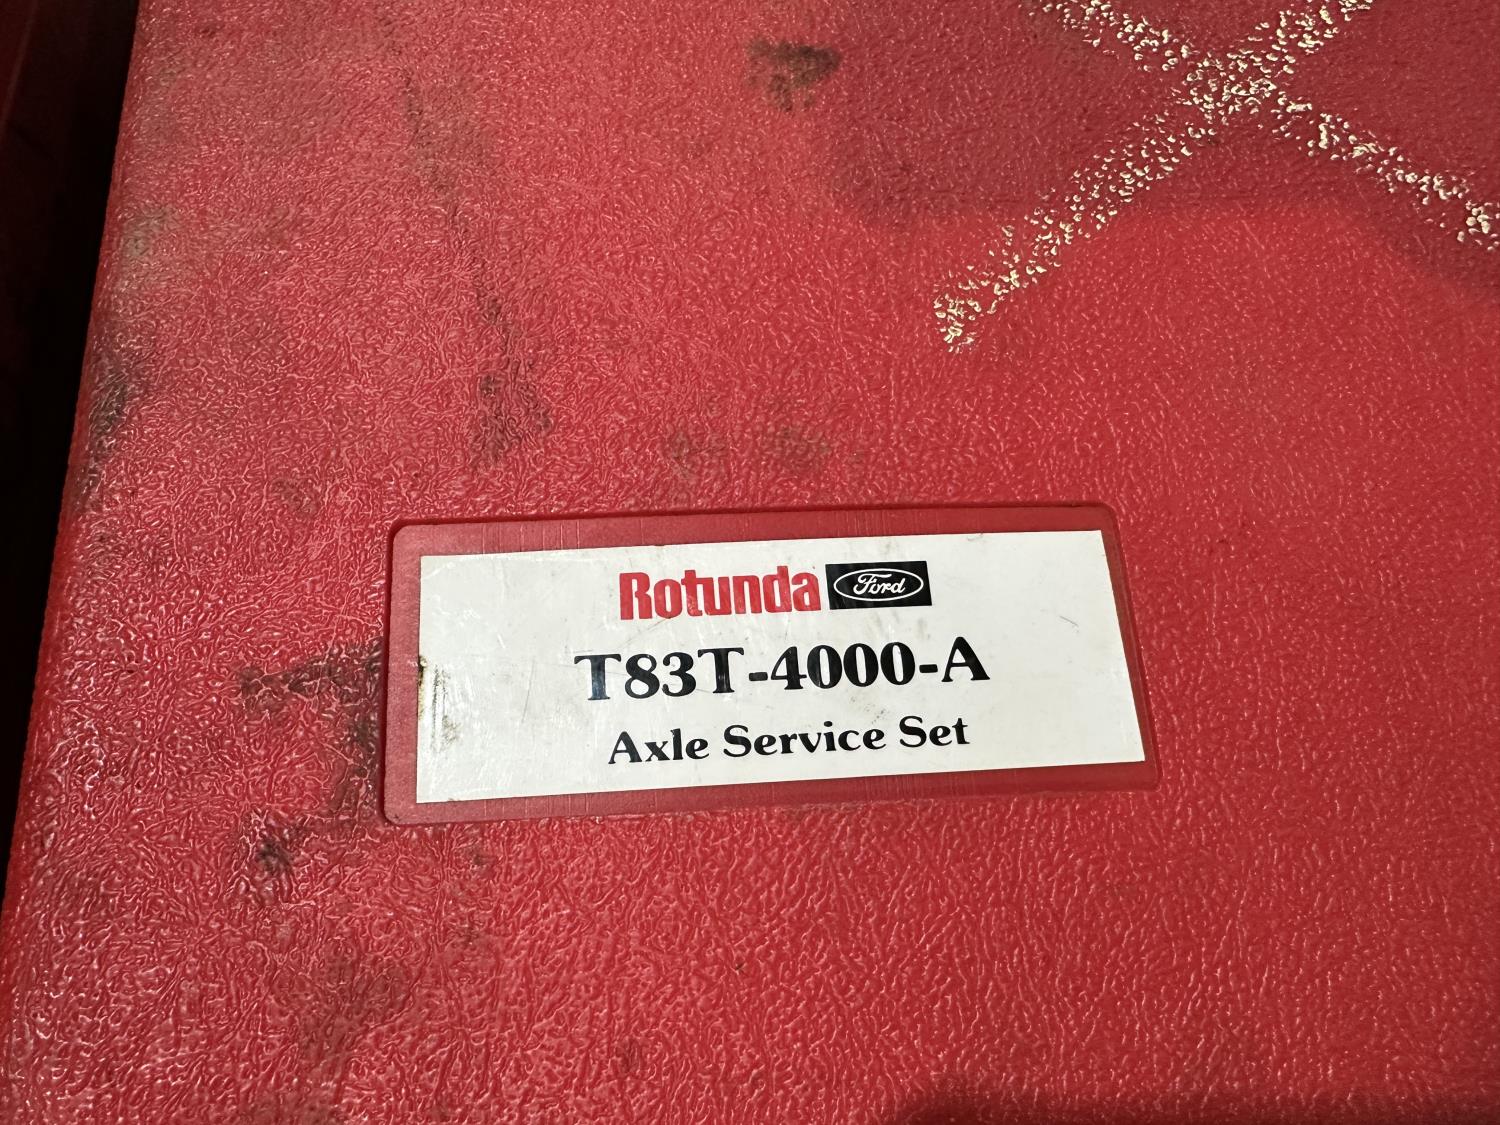 Rotunda Ford
T83T-4000-A
Axle Service Set